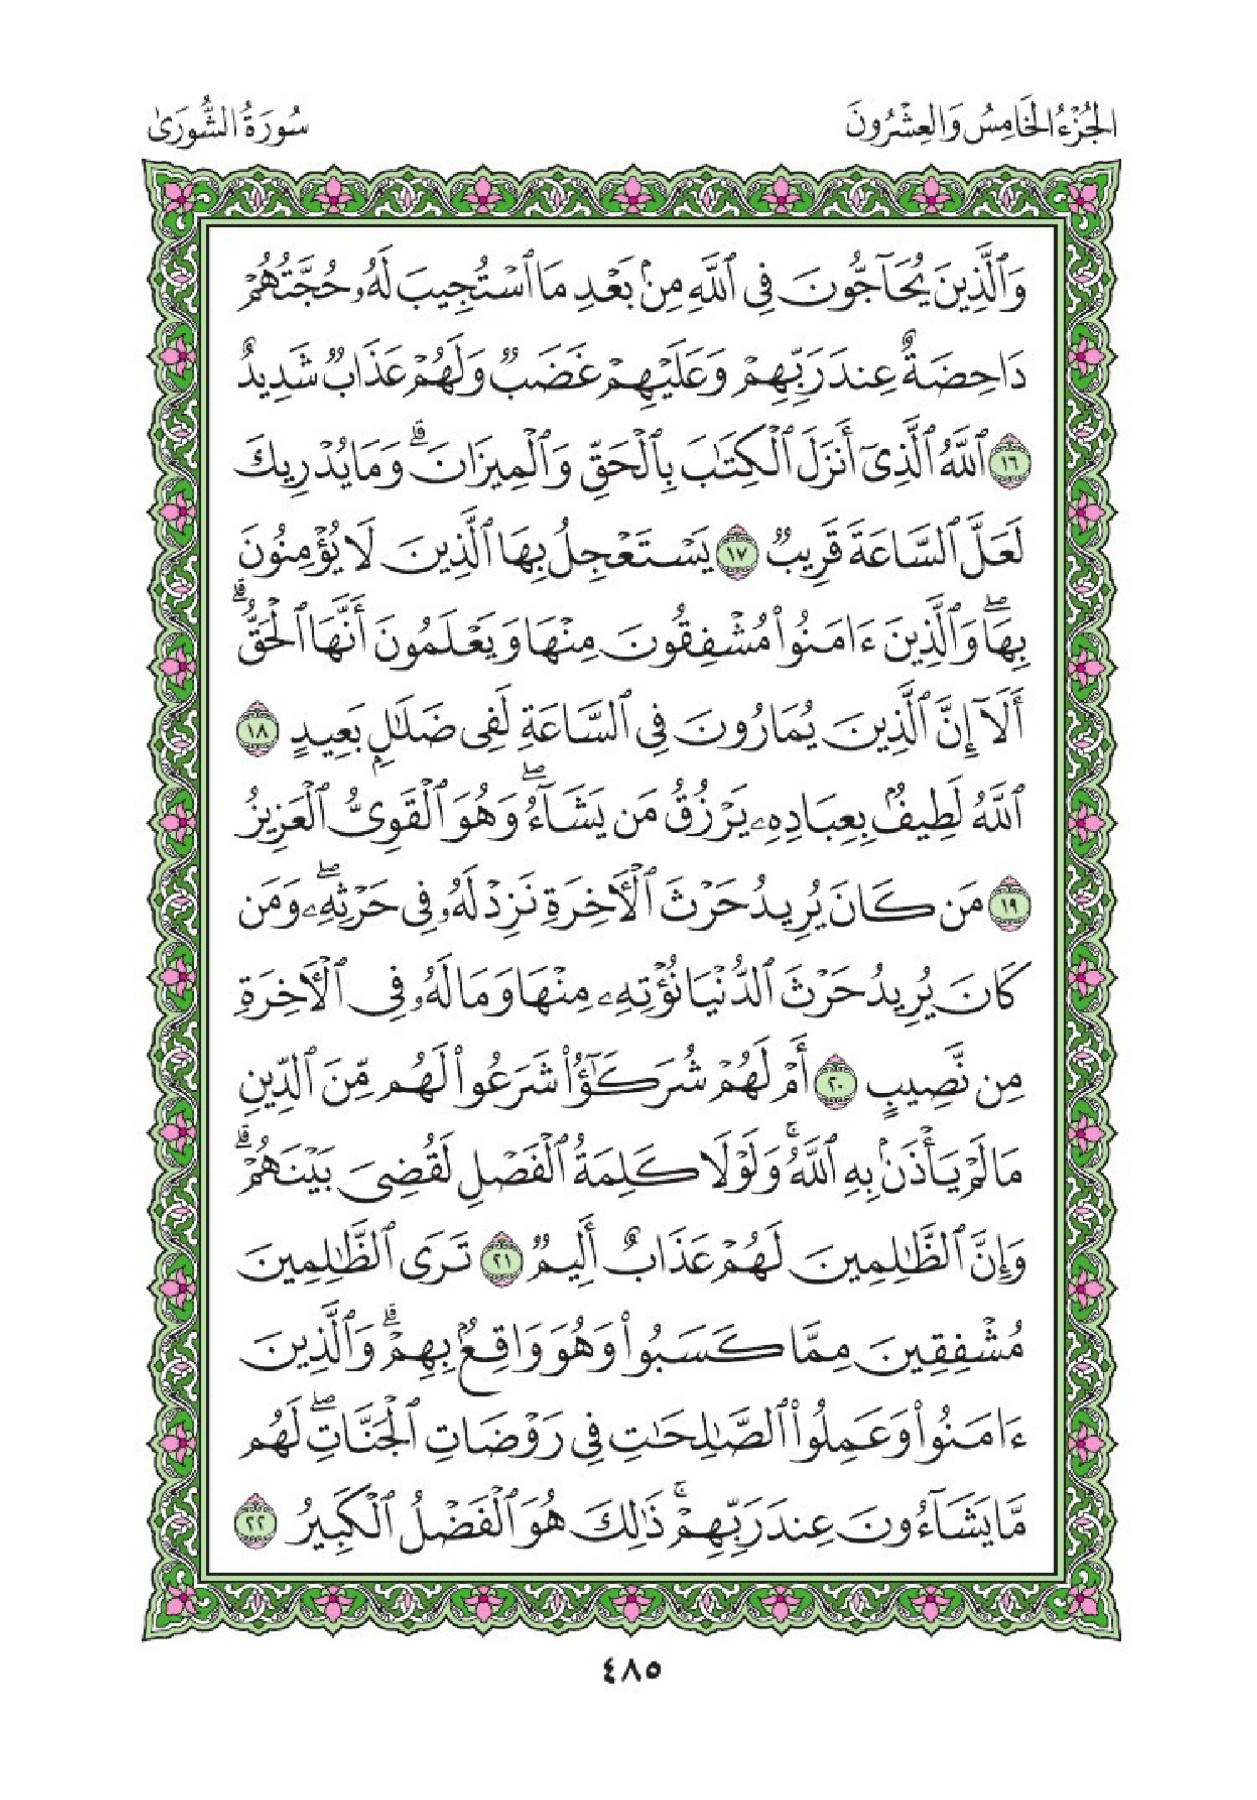 الجُزْءُ الخَامِسُ وَالعِشْرُونَ
سُورَةُ الشُّورَىٰ
وَٱلَّذِينَ يُحَآجُّونَ فِى ٱللَّهِ مِنۢ بَعْدِ مَا ٱسْتُجِيبَ لَهُۥ حُجَّتُهُمْ
دَاحِضَةٌ عِندَ رَبِّهِمْ وَعَلَيْهِمْ غَضَبٌ وَلَهُمْ عَذَابٌ شَدِيدٌ
١٦ ٱللَّهُ ٱلَّذِىٓ أَنزَلَ ٱلْكِتَٰبَ بِٱلْحَقِّ وَٱلْمِيزَانَ ۗ وَمَا يُدْرِيكَ
لَعَلَّ ٱلسَّاعَةَ قَرِيبٌ ١٧ يَسْتَعْجِلُ بِهَا ٱلَّذِينَ لَا يُؤْمِنُونَ
بِهَا ۖ وَٱلَّذِينَ ءَامَنُوا۟ مُشْفِقُونَ مِنْهَا وَيَعْلَمُونَ أَنَّهَا ٱلْحَقُّ ۗ
أَلَآ إِنَّ ٱلَّذِينَ يُمَارُونَ فِى ٱلسَّاعَةِ لَفِى ضَلَٰلٍۭ بَعِيدٍ ١٨
ٱللَّهُ لَطِيفٌۢ بِعِبَادِهِۦ يَرْزُقُ مَن يَشَآءُ ۖ وَهُوَ ٱلْقَوِىُّ ٱلْعَزِيزُ
١٩ مَن كَانَ يُرِيدُ حَرْثَ ٱلْءَاخِرَةِ نَزِدْ لَهُۥ فِى حَرْثِهِۦ ۖ وَمَن
كَانَ يُرِيدُ حَرْثَ ٱلدُّنْيَا نُؤْتِهِۦ مِنْهَا وَمَا لَهُۥ فِى ٱلْءَاخِرَةِ
مِن نَّصِيبٍ ٢٠ أَمْ لَهُمْ شُرَكَٰٓؤُا۟ شَرَعُوا۟ لَهُم مِّنَ ٱلدِّينِ
مَا لَمْ يَأْذَنۢ بِهِ ٱللَّهُ ۚ وَلَوْلَا كَلِمَةُ ٱلْفَصْلِ لَقُضِىَ بَيْنَهُمْ ۗ
وَإِنَّ ٱلظَّٰلِمِينَ لَهُمْ عَذَابٌ أَلِيمٌ ٢١ تَرَى ٱلظَّٰلِمِينَ
مُشْفِقِينَ مِمَّا كَسَبُوا۟ وَهُوَ وَاقِعٌۢ بِهِمْ ۗ وَٱلَّذِينَ
ءَامَنُوا۟ وَعَمِلُوا۟ ٱلصَّٰلِحَٰتِ فِى رَوْضَاتِ ٱلْجَنَّاتِ ۖ لَهُم
مَّا يَشَآءُونَ عِندَ رَبِّهِمْ ۚ ذَٰلِكَ هُوَ ٱلْفَضْلُ ٱلْكَبِيرُ ٢٢
٤٨٥